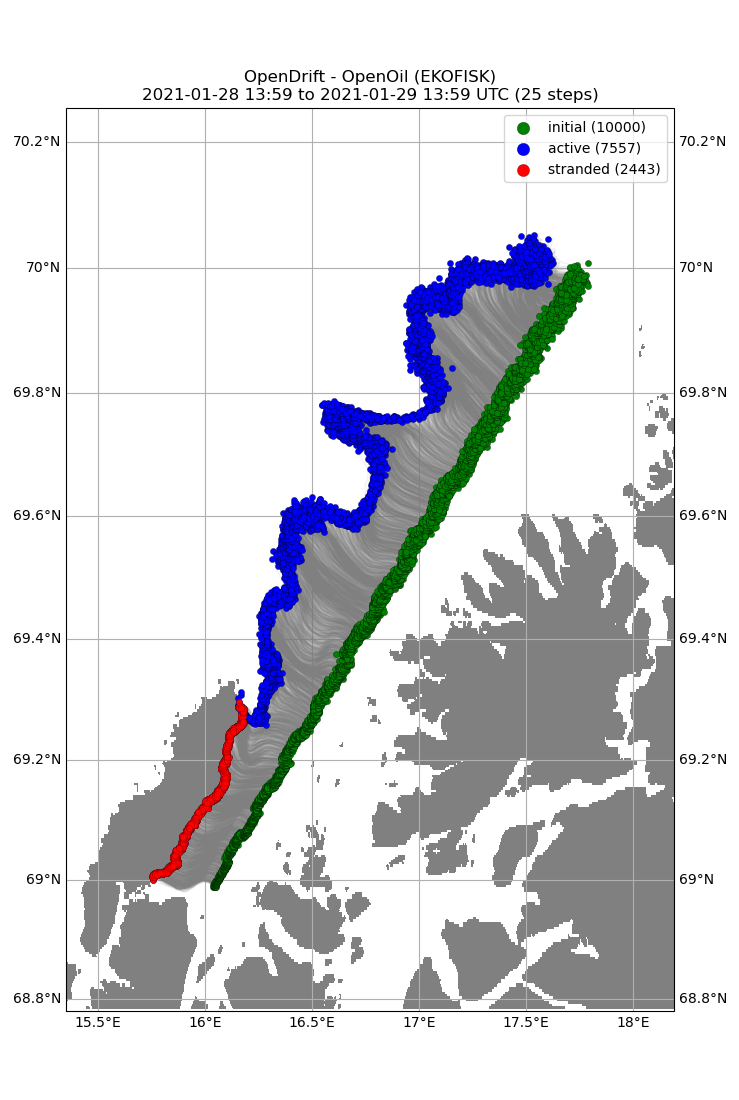 OpenDrift - OpenOil (EKOFISK)
2021-01-28 13:59 to 2021-01-29 13:59 UTC (25 steps)
initial (10000)
active (7557)
stranded (2443)
70.2°N 70.2°N
70°N 70°N
69.8°N 69.8°N
69.6°N 69.6°N
69.4°N 69.4°N
69.2°N 69.2°N
69°N 69°N
68.8°N 68.8°N
15.5°E 16°E 16.5°E 17°E 17.5°E 18°E